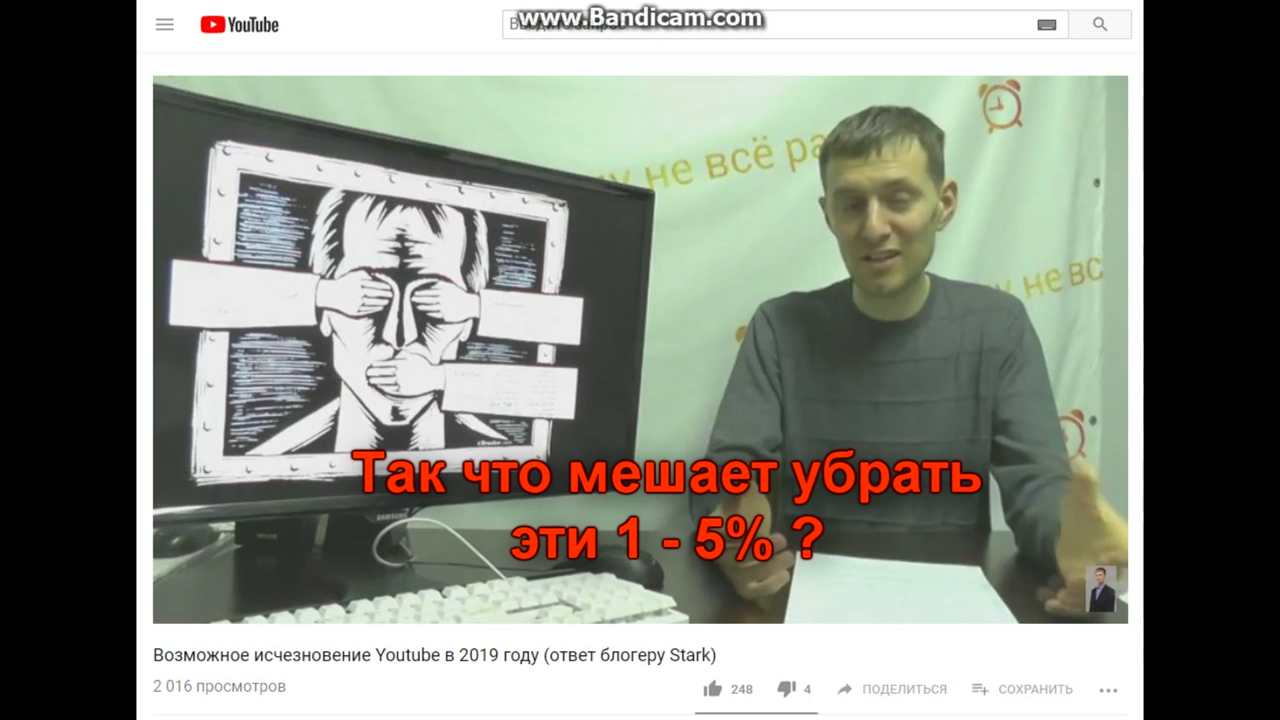 www.Bandicam.com
YouTube
не всё ра
не вс
SAMSUNG
Так что мешает убрать
эти 1 - 5% ?
Возможное исчезновение Youtube в 2019 году (ответ блогеру Stark)
2 016 просмотров
248
4
ПОДЕЛИТЬСЯ
СОХРАНИТЬ